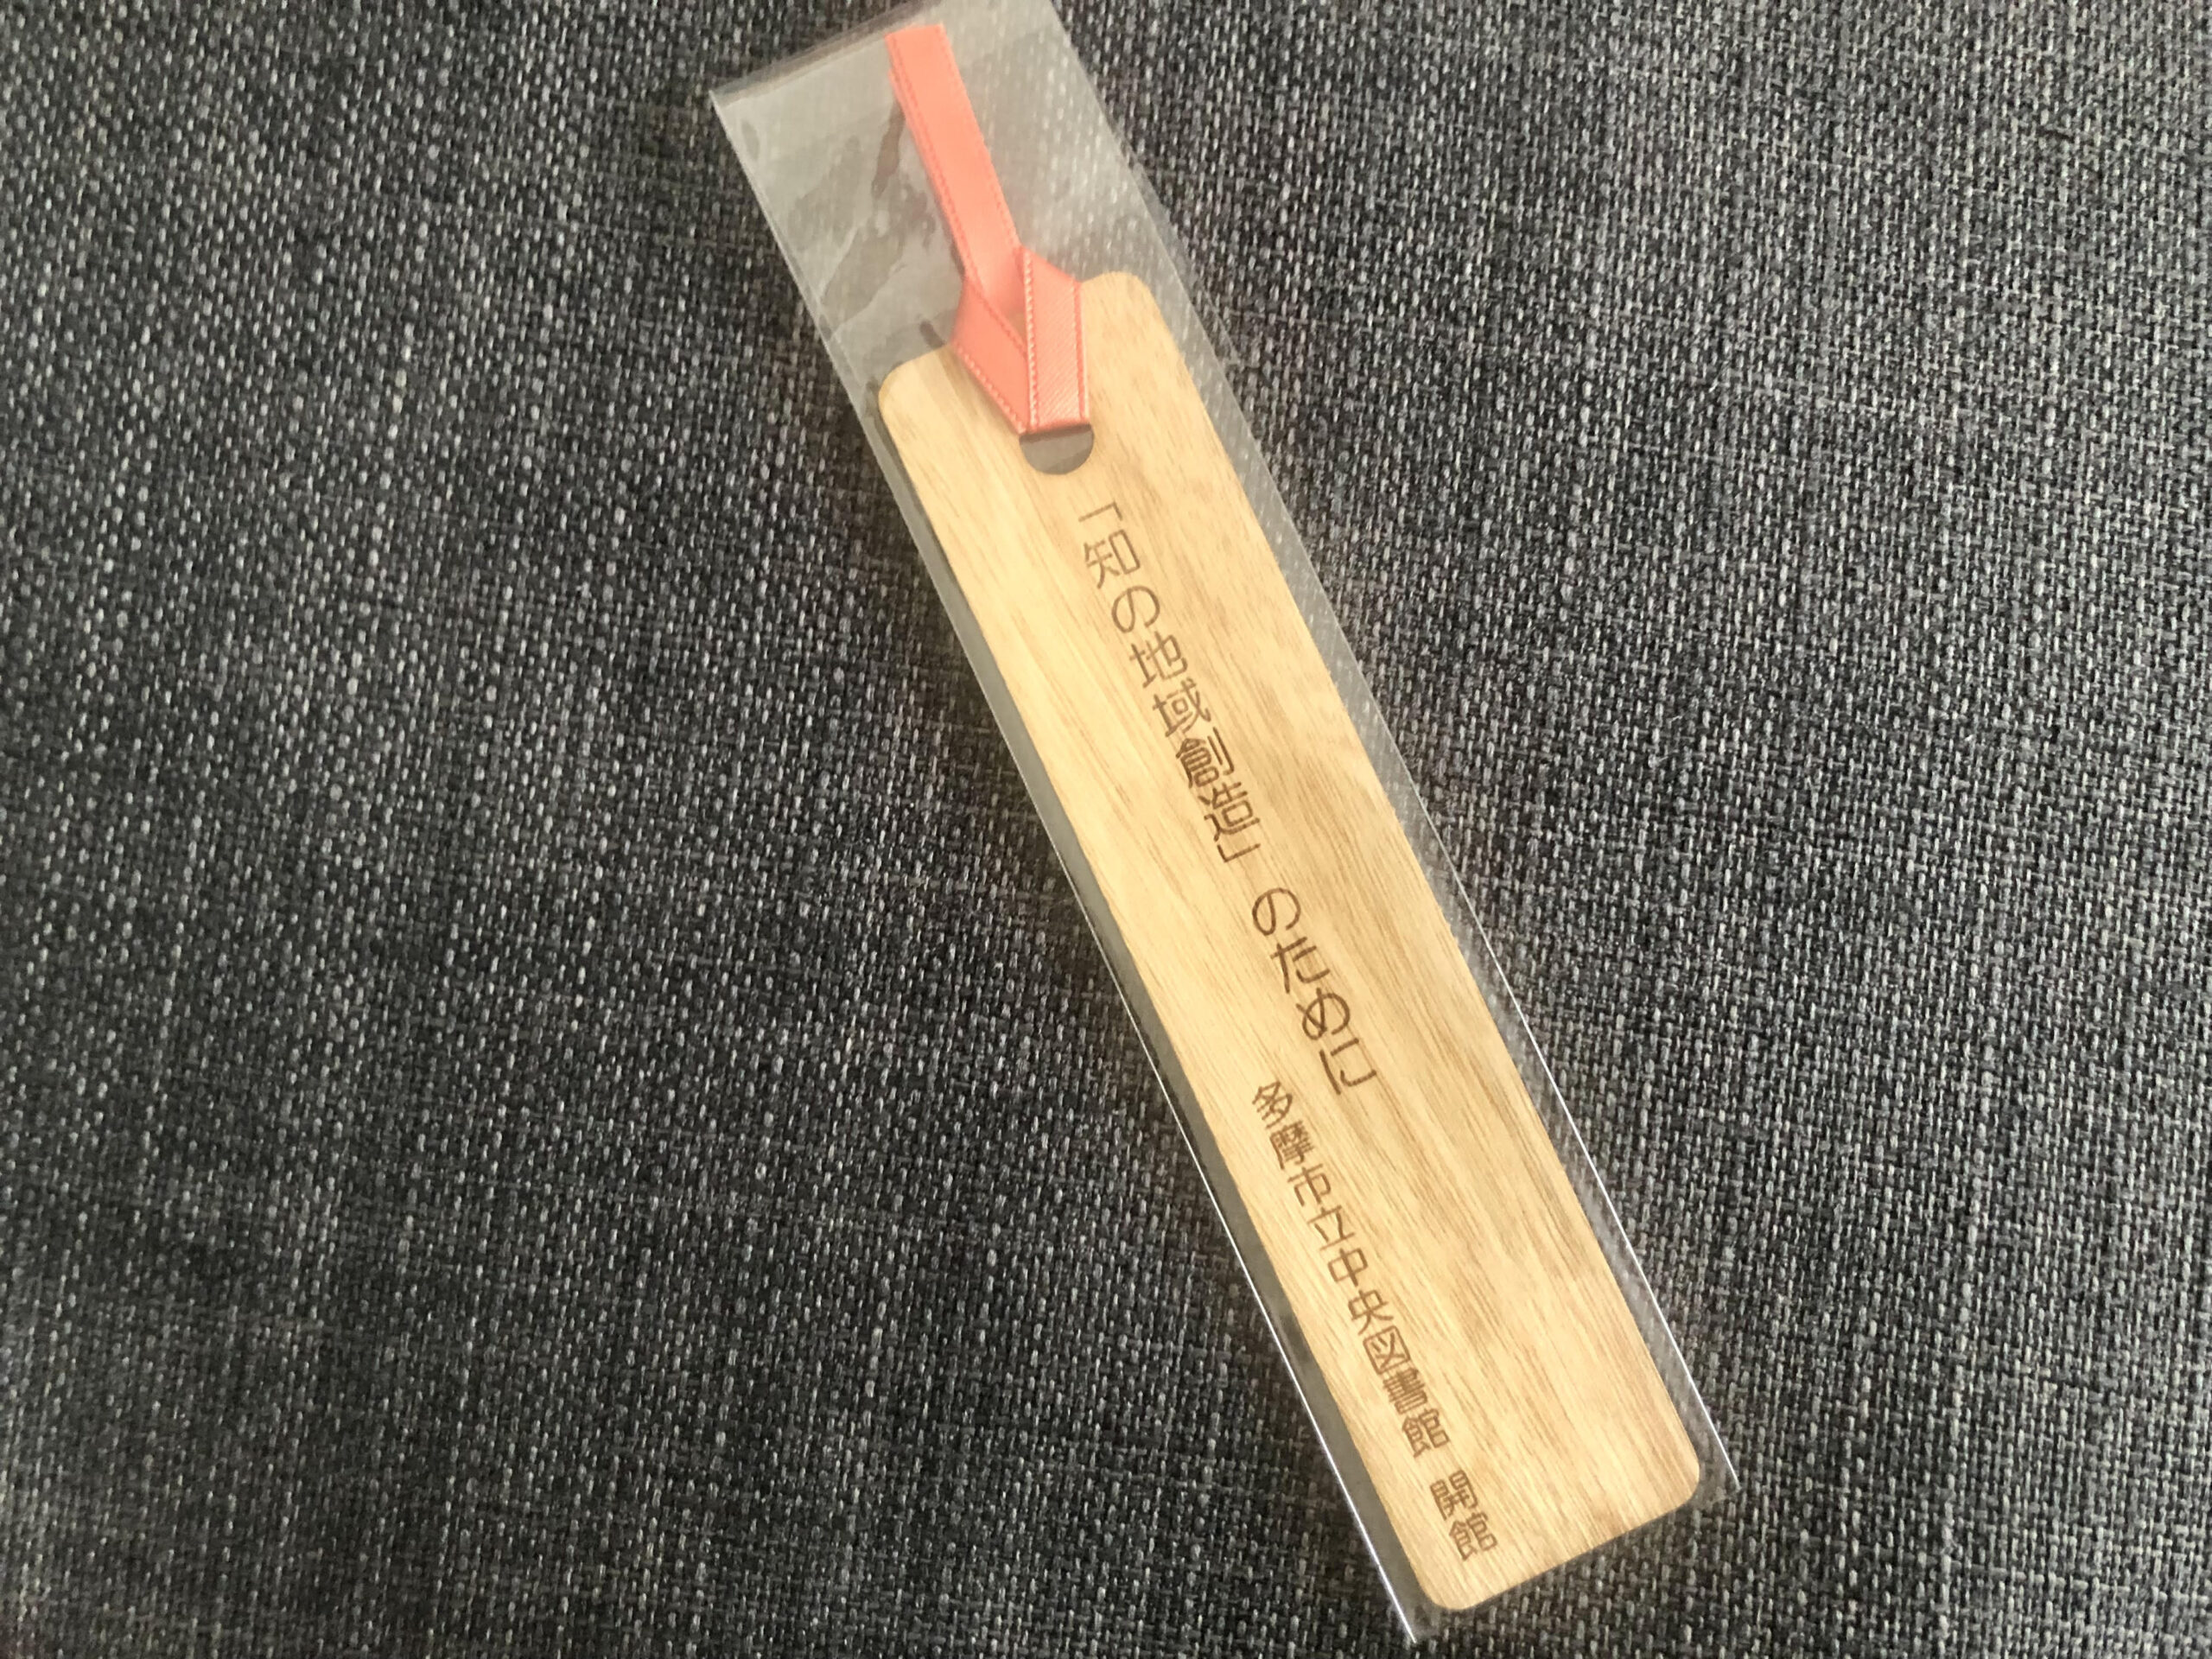 「知の地域創造」のために
多摩市立中央図書館 開館